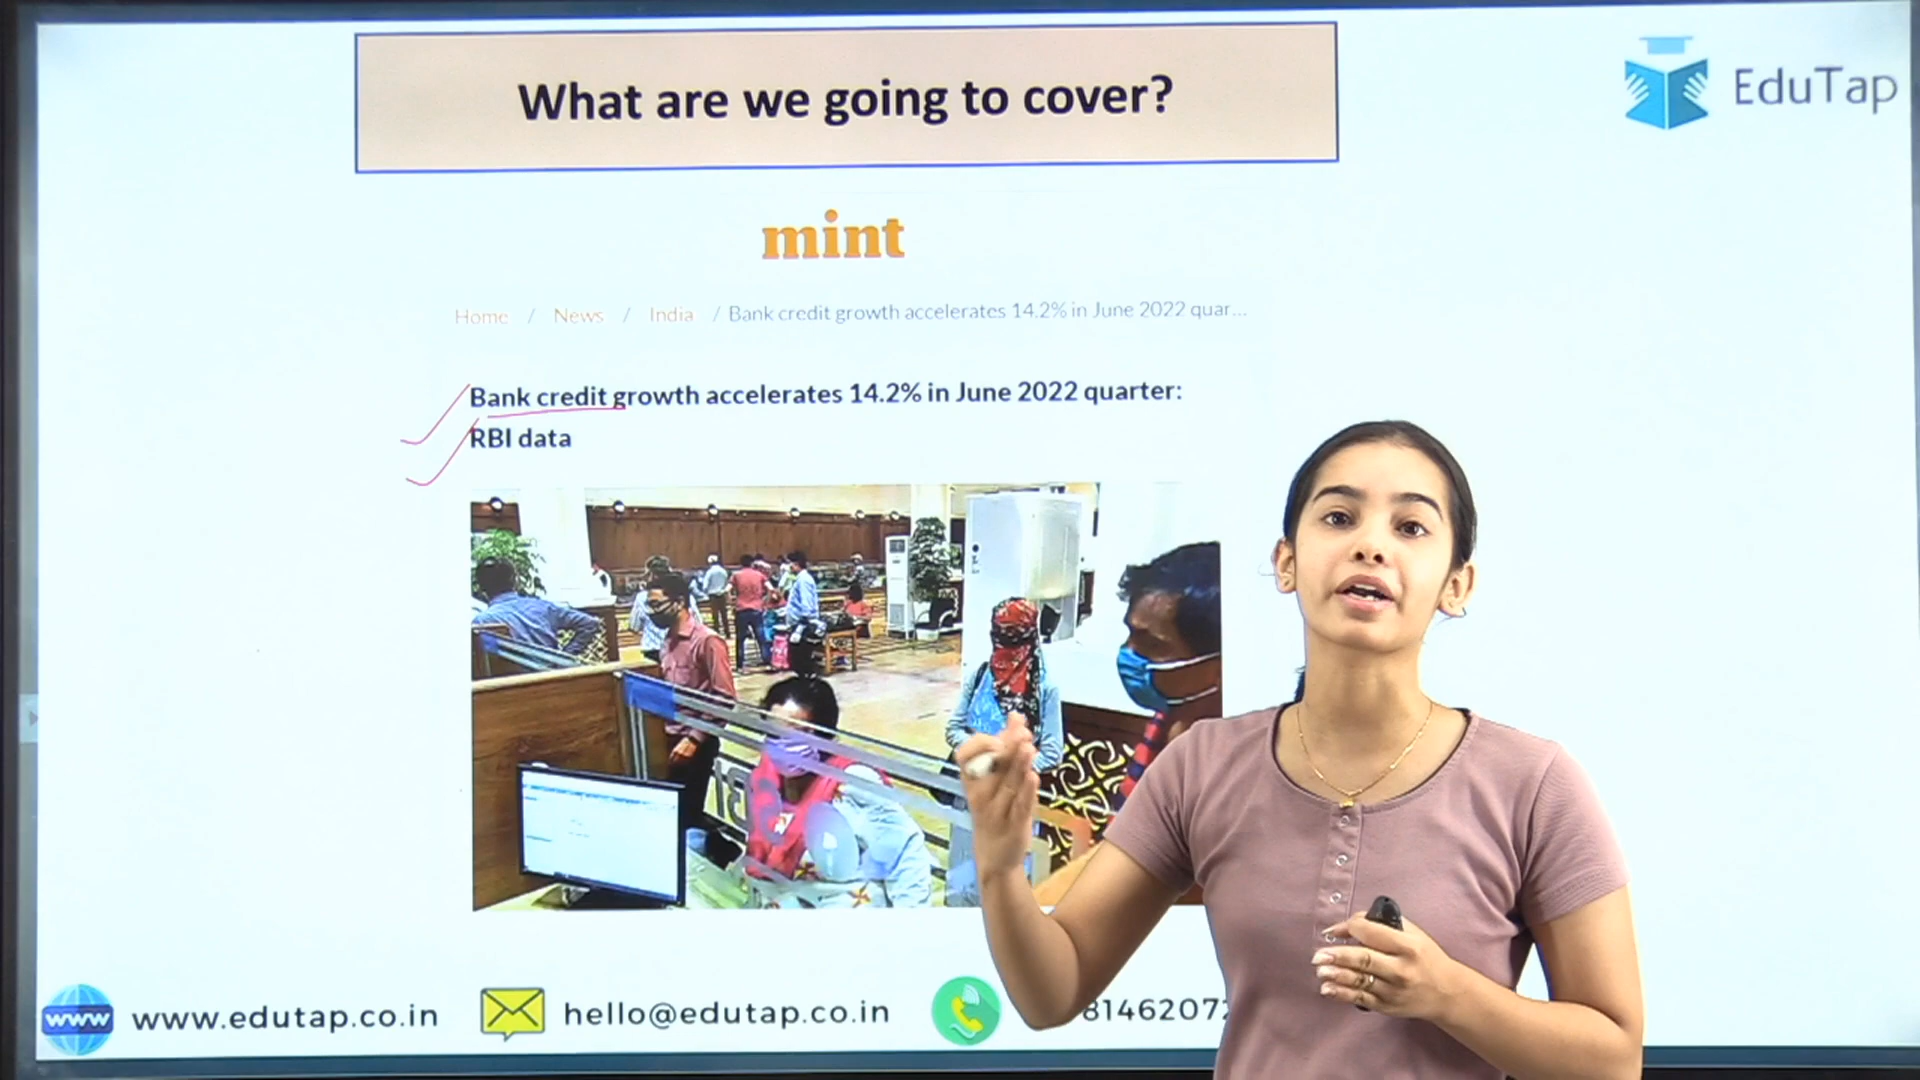 What are we going to cover?
EduTap
mint
Home / News / India / Bank credit growth accelerates 14.2% in June 2022 quar...
Bank credit growth accelerates 14.2% in June 2022 quarter:
RBI data
www www.edutap.co.in hello@edutap.co.in 8146207